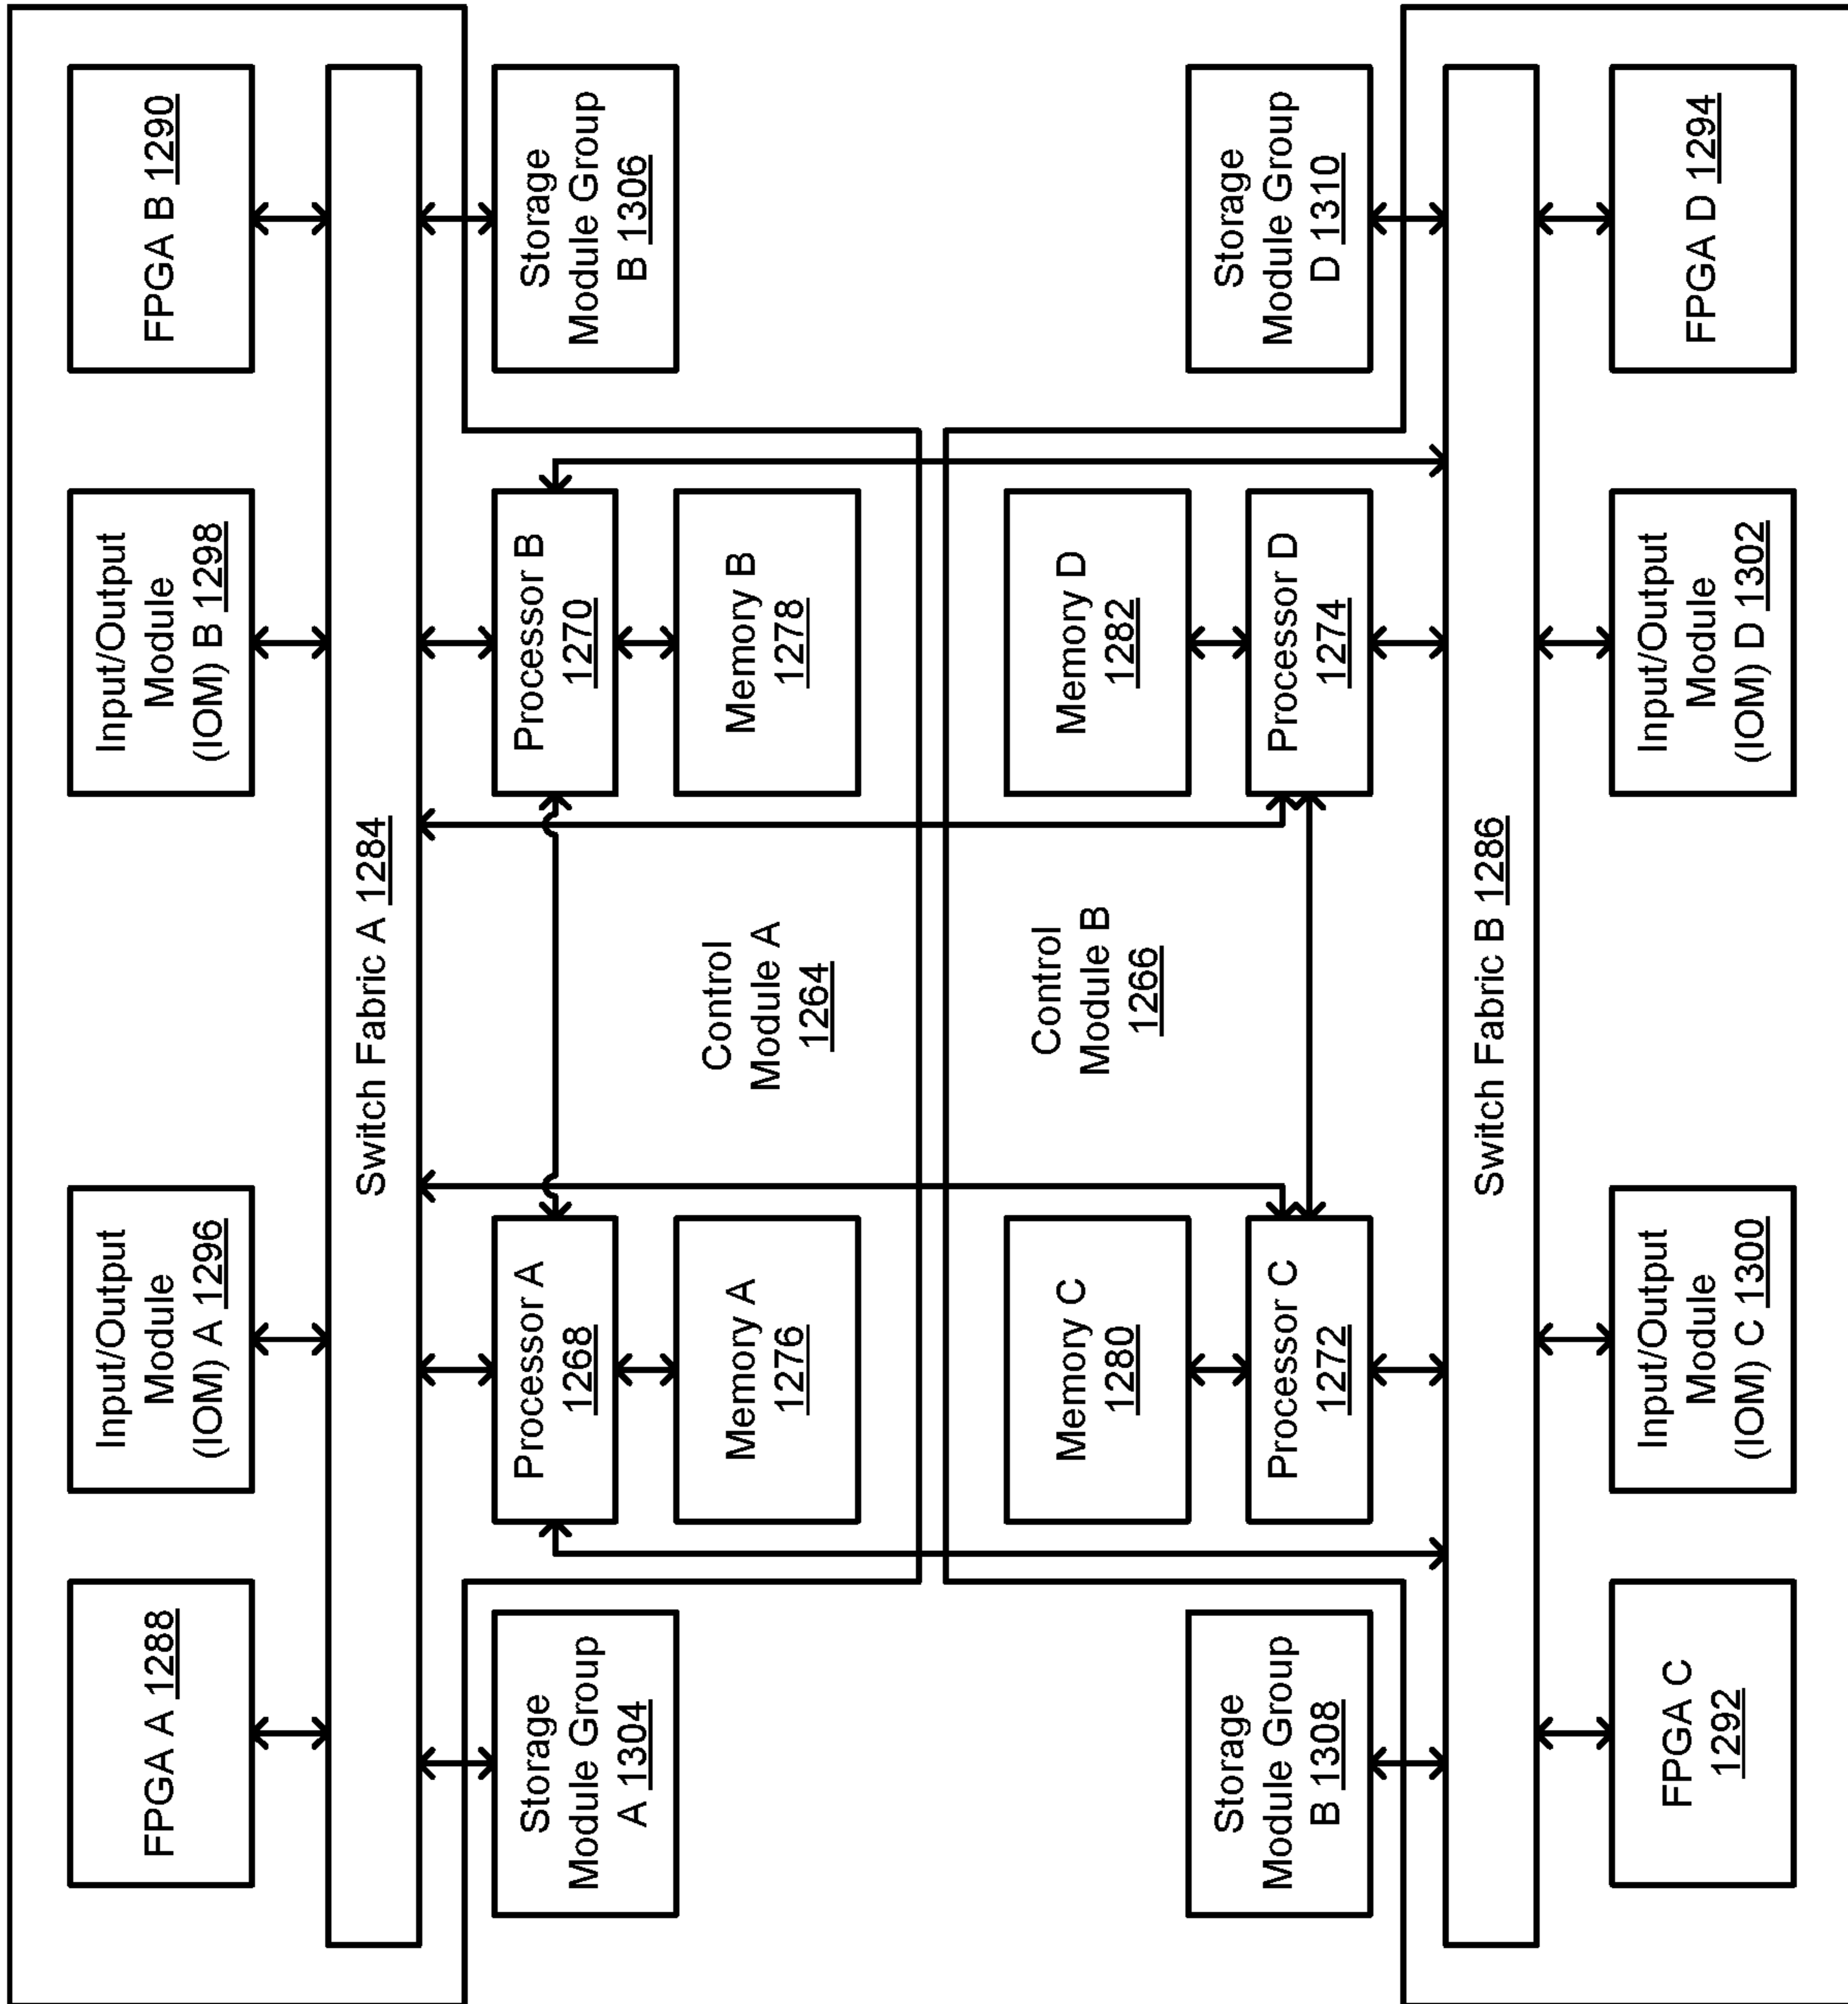 FPGA A 1288
Input/Output
Module
(IOM) A 1296
Input/Output
Module
(IOM) B 1298
FPGA B 1290
Switch Fabric A 1284
Storage
Module Group
A 1304
Processor A
1268
Processor B
1270
Storage
Module Group
B 1306
Memory A
1276
Memory B
1278
Control
Module A
1264
Control
Module B
1266
Memory C
1280
Memory D
1282
Storage
Module Group
B 1308
Processor C
1272
Processor D
1274
Storage
Module Group
D 1310
Switch Fabric B 1286
FPGA C
1292
Input/Output
Module
(IOM) C 1300
Input/Output
Module
(IOM) D 1302
FPGA D 1294